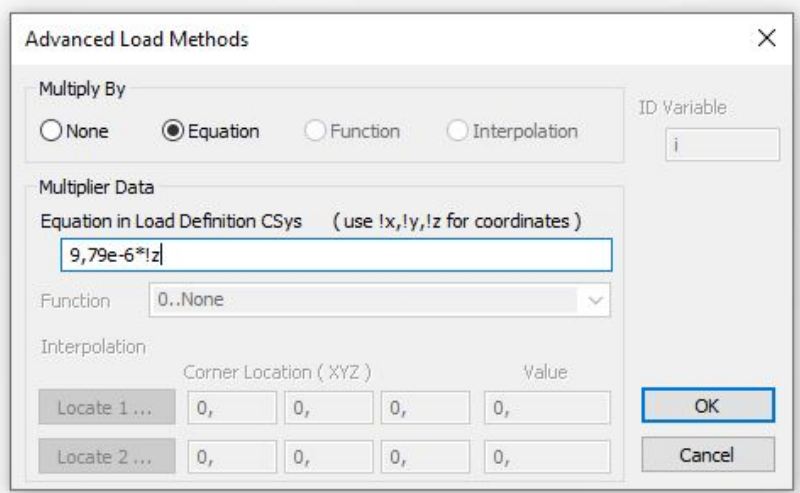 Advanced Load Methods
Multiply By
None Equation Function Interpolation
ID Variable
i
Multiplier Data
Equation in Load Definition CSys ( use !x,!y,!z for coordinates )
9,79e-6*!z
Function 0..None
Interpolation
Corner Location ( XYZ ) Value
Locate 1 ... 0, 0, 0, 0,
OK
Locate 2 ... 0, 0, 0, 0,
Cancel